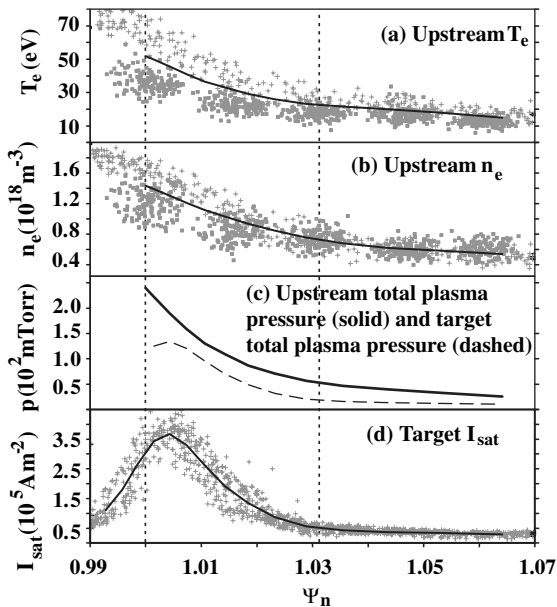 70
50
30
10
T_e (eV)
(a) Upstream T_e
1.6
1.2
0.8
0.4
n_e(10^18 m^-3)
(b) Upstream n_e
2.0
1.5
1.0
0.5
p(10^2 mTorr)
(c) Upstream total plasma
pressure (solid) and target
total plasma pressure (dashed)
3.5
2.5
1.5
0.5
I_sat(10^5 Am^-2)
(d) Target I_sat
0.99 1.01 1.03 1.05 1.07
Ψ_n